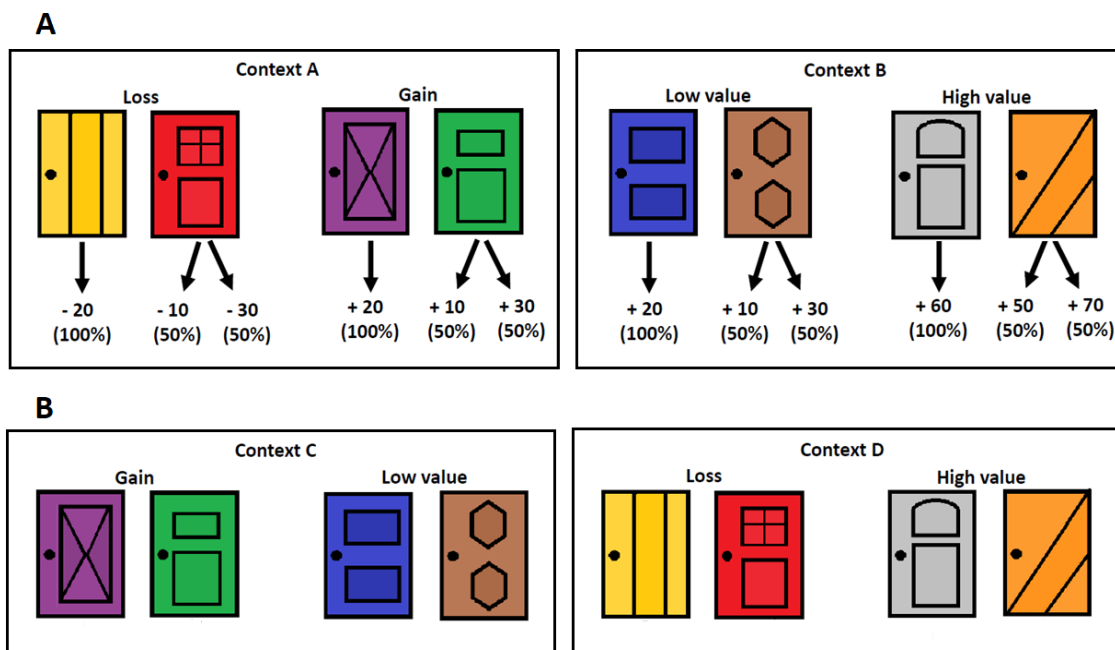 A
Context A
Loss Gain
- 20 - 10 - 30 + 20 + 10 + 30
(100%) (50%) (50%) (100%) (50%) (50%)
Context B
Low value High value
+ 20 + 10 + 30 + 60 + 50 + 70
(100%) (50%) (50%) (100%) (50%) (50%)
B
Context C
Gain Low value
Context D
Loss High value